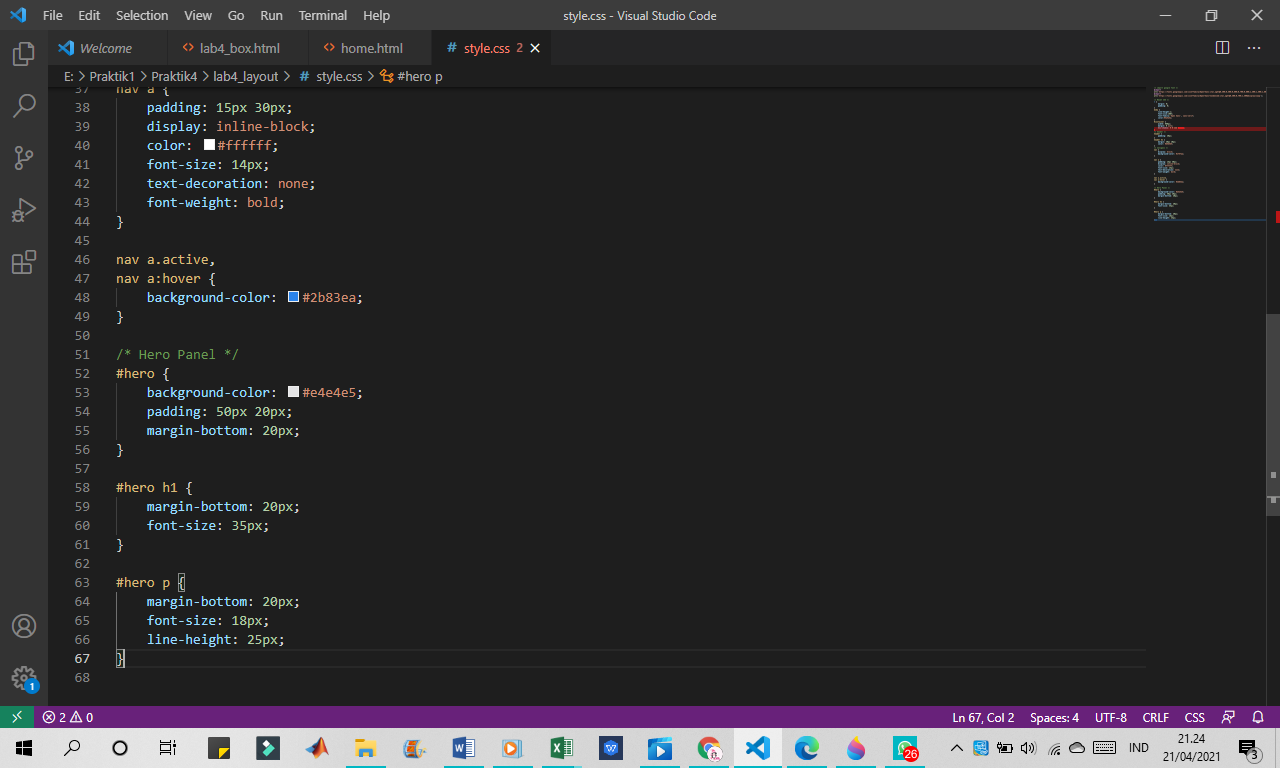 File Edit Selection View Go Run Terminal Help style.css - Visual Studio Code
Welcome lab4_box.html home.html # style.css 2
E: > Praktik1 > Praktik4 > lab4_layout > # style.css > #hero p
37 nav a {
38 padding: 15px 30px;
39 display: inline-block;
40 color: #ffffff;
41 font-size: 14px;
42 text-decoration: none;
43 font-weight: bold;
44 }
45
46 nav a.active,
47 nav a:hover {
48 background-color: #2b83ea;
49 }
50
51 /* Hero Panel */
52 #hero {
53 background-color: #e4e4e5;
54 padding: 50px 20px;
55 margin-bottom: 20px;
56 }
57
58 #hero h1 {
59 margin-bottom: 20px;
60 font-size: 35px;
61 }
62
63 #hero p {
64 margin-bottom: 20px;
65 font-size: 18px;
66 line-height: 25px;
67 }
68
1
2 0 Ln 67, Col 2 Spaces: 4 UTF-8 CRLF CSS
26 IND 21.24
21/04/2021 3